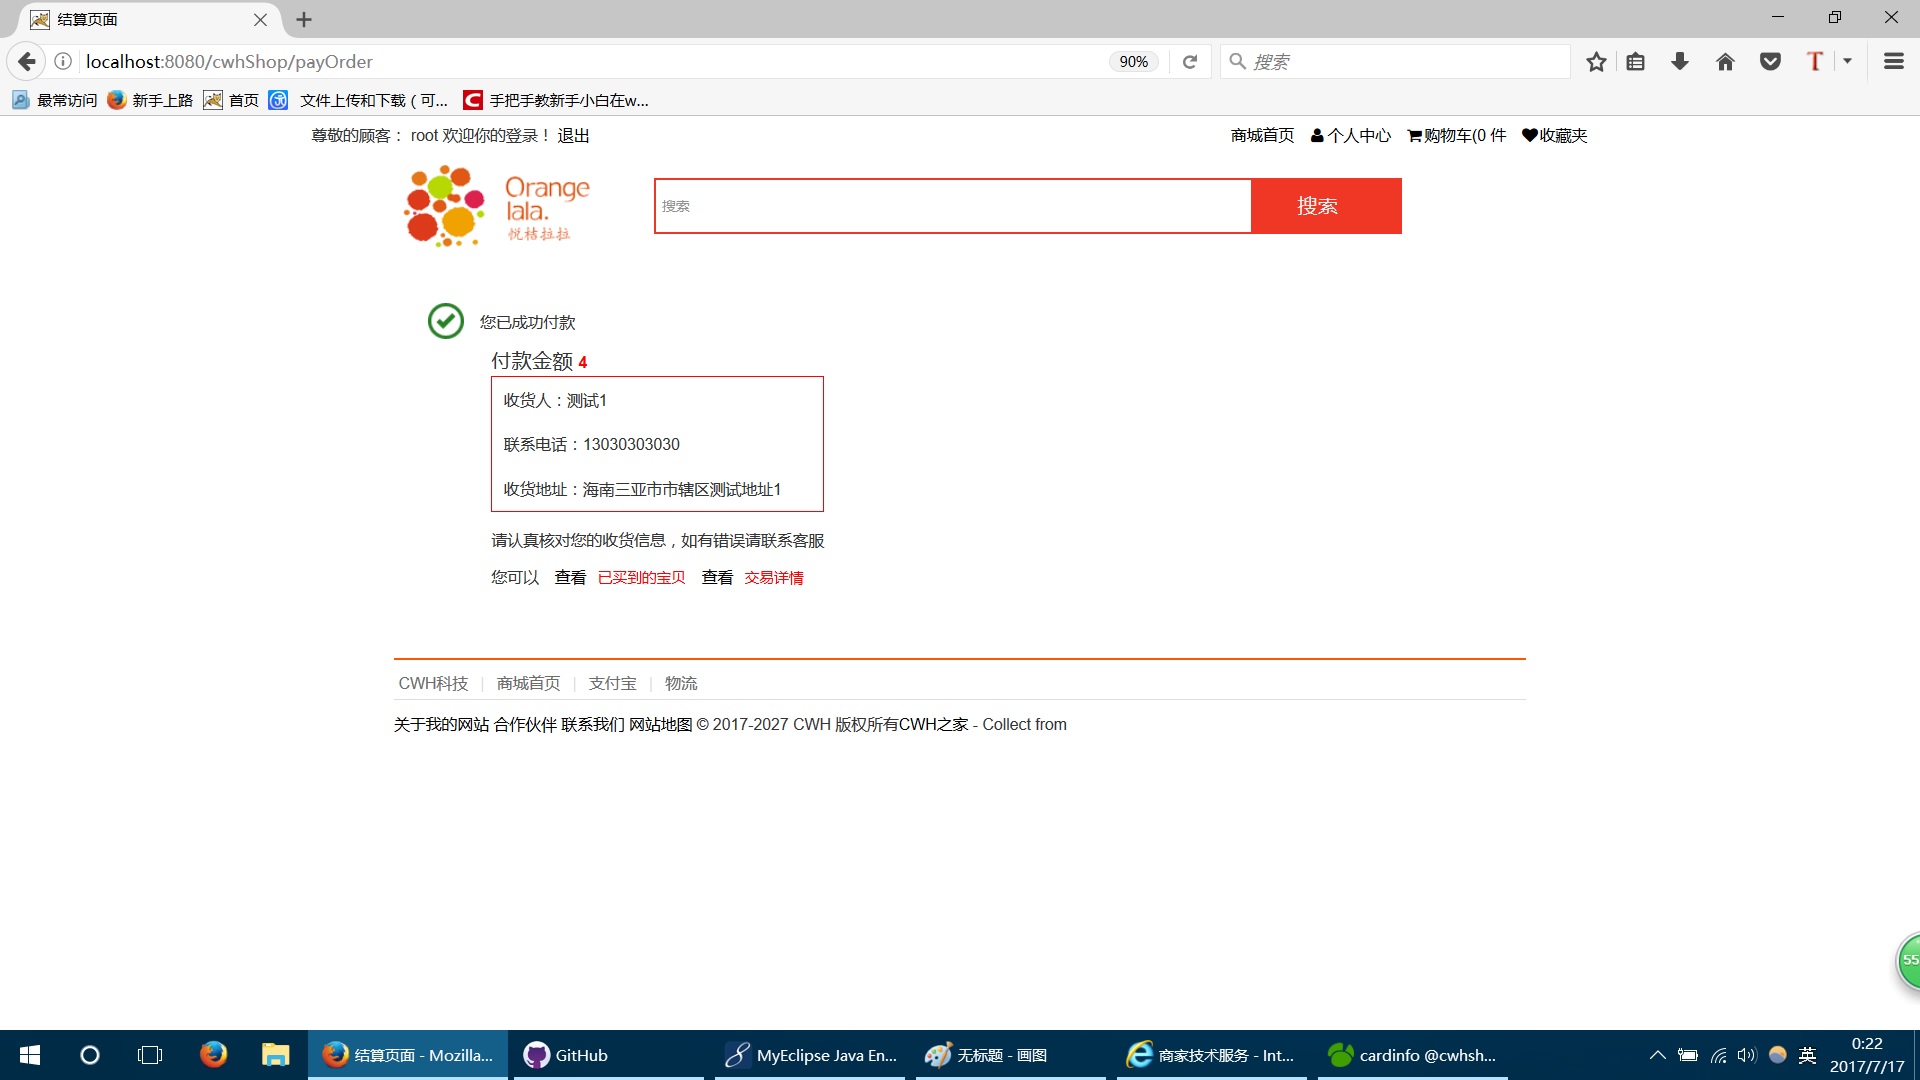 结算页面
localhost:8080/cwhShop/payOrder
90%
搜索
最常访问 新手上路 首页 文件上传和下载（可... 手把手教新手小白在w...
尊敬的顾客： root 欢迎你的登录！ 退出
商城首页 个人中心 购物车(0 件 收藏夹
Orange
lala.
悦桔拉拉
搜索
搜索
您已成功付款
付款金额 4
收货人：测试1
联系电话：13030303030
收货地址：海南三亚市市辖区测试地址1
请认真核对您的收货信息，如有错误请联系客服
您可以 查看 已买到的宝贝 查看 交易详情
CWH科技 | 商城首页 | 支付宝 | 物流
关于我的网站 合作伙伴 联系我们 网站地图 © 2017-2027 CWH 版权所有CWH之家 - Collect from
55
结算页面 - Mozilla... GitHub MyEclipse Java En... 无标题 - 画图 商家技术服务 - Int... cardinfo @cwhsh... 英
0:22
2017/7/17